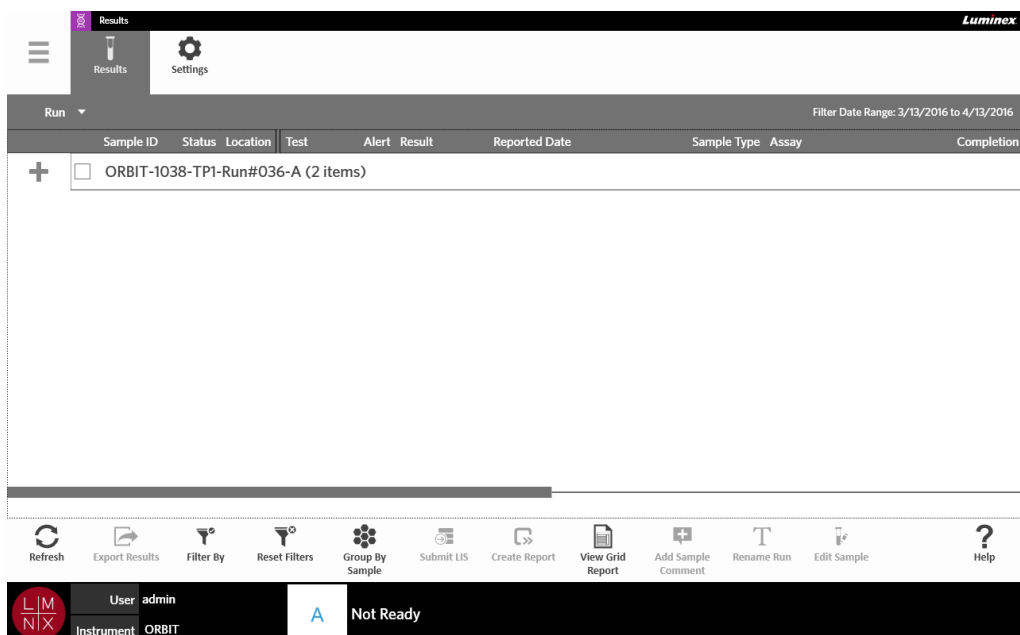 Results Luminex
Results Settings
Run Filter Date Range: 3/13/2016 to 4/13/2016
Sample ID Status Location Test Alert Result Reported Date Sample Type Assay Completion
ORBIT-1038-TP1-Run#036-A (2 items)
Refresh Export Results Filter By Reset Filters Group By Sample Submit LIS Create Report View Grid Report Add Sample Comment Rename Run Edit Sample Help
LMNX User admin A Not Ready
Instrument ORBIT